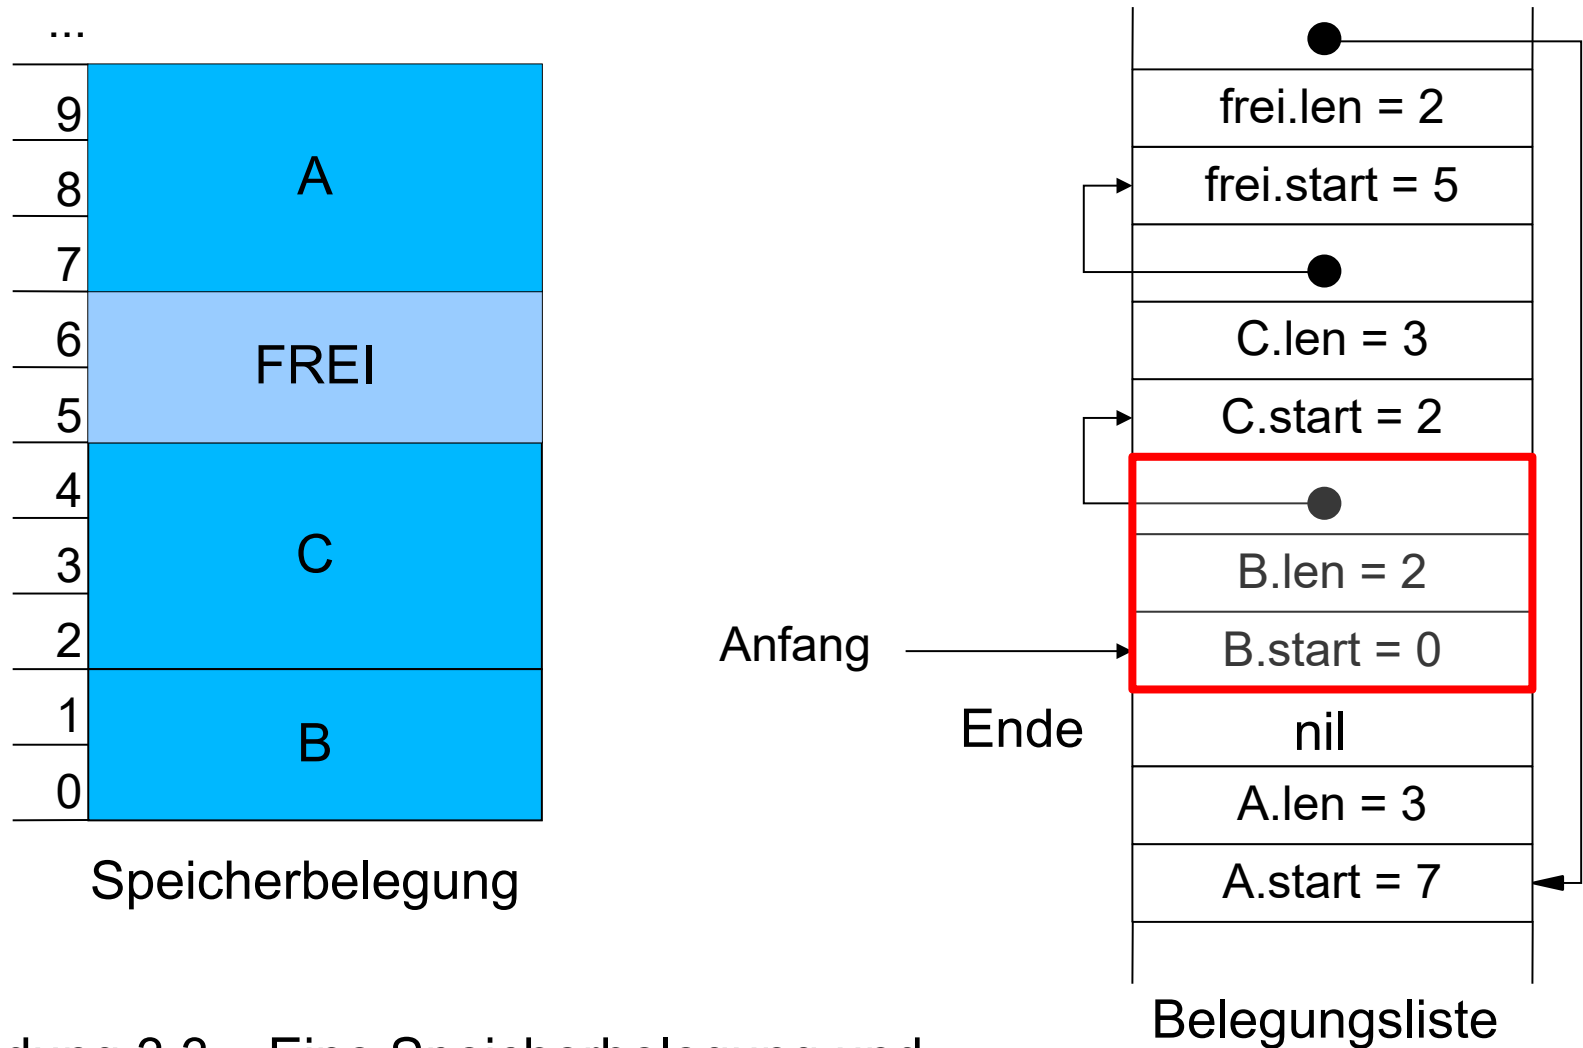 ...
9
8
7
6
5
4
3
2
1
0
A
FREI
C
B
Speicherbelegung
frei.len = 2
frei.start = 5
C.len = 3
C.start = 2
B.len = 2
Anfang
B.start = 0
Ende
nil
A.len = 3
A.start = 7
Belegungsliste